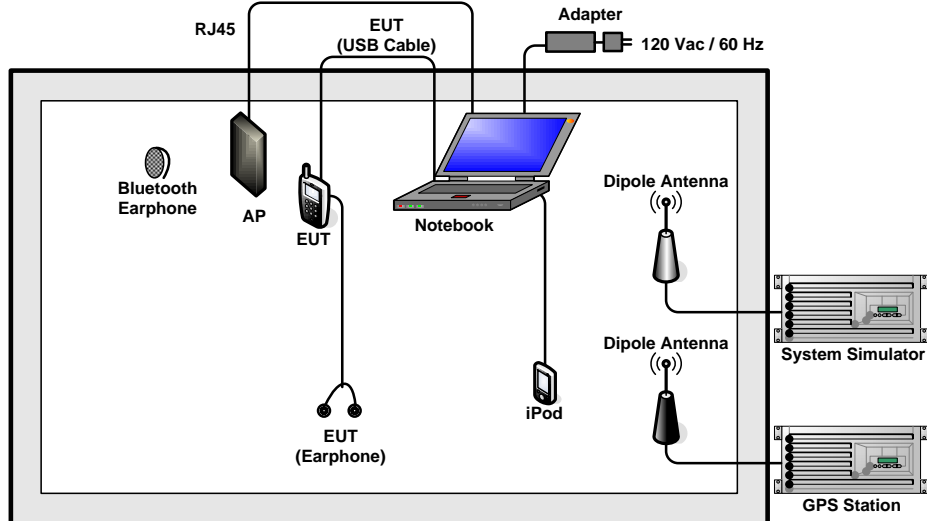 RJ45
EUT
(USB Cable)
Adapter
120 Vac / 60 Hz
Bluetooth
Earphone
AP
EUT
Notebook
Dipole Antenna
System Simulator
Dipole Antenna
iPod
EUT
(Earphone)
GPS Station